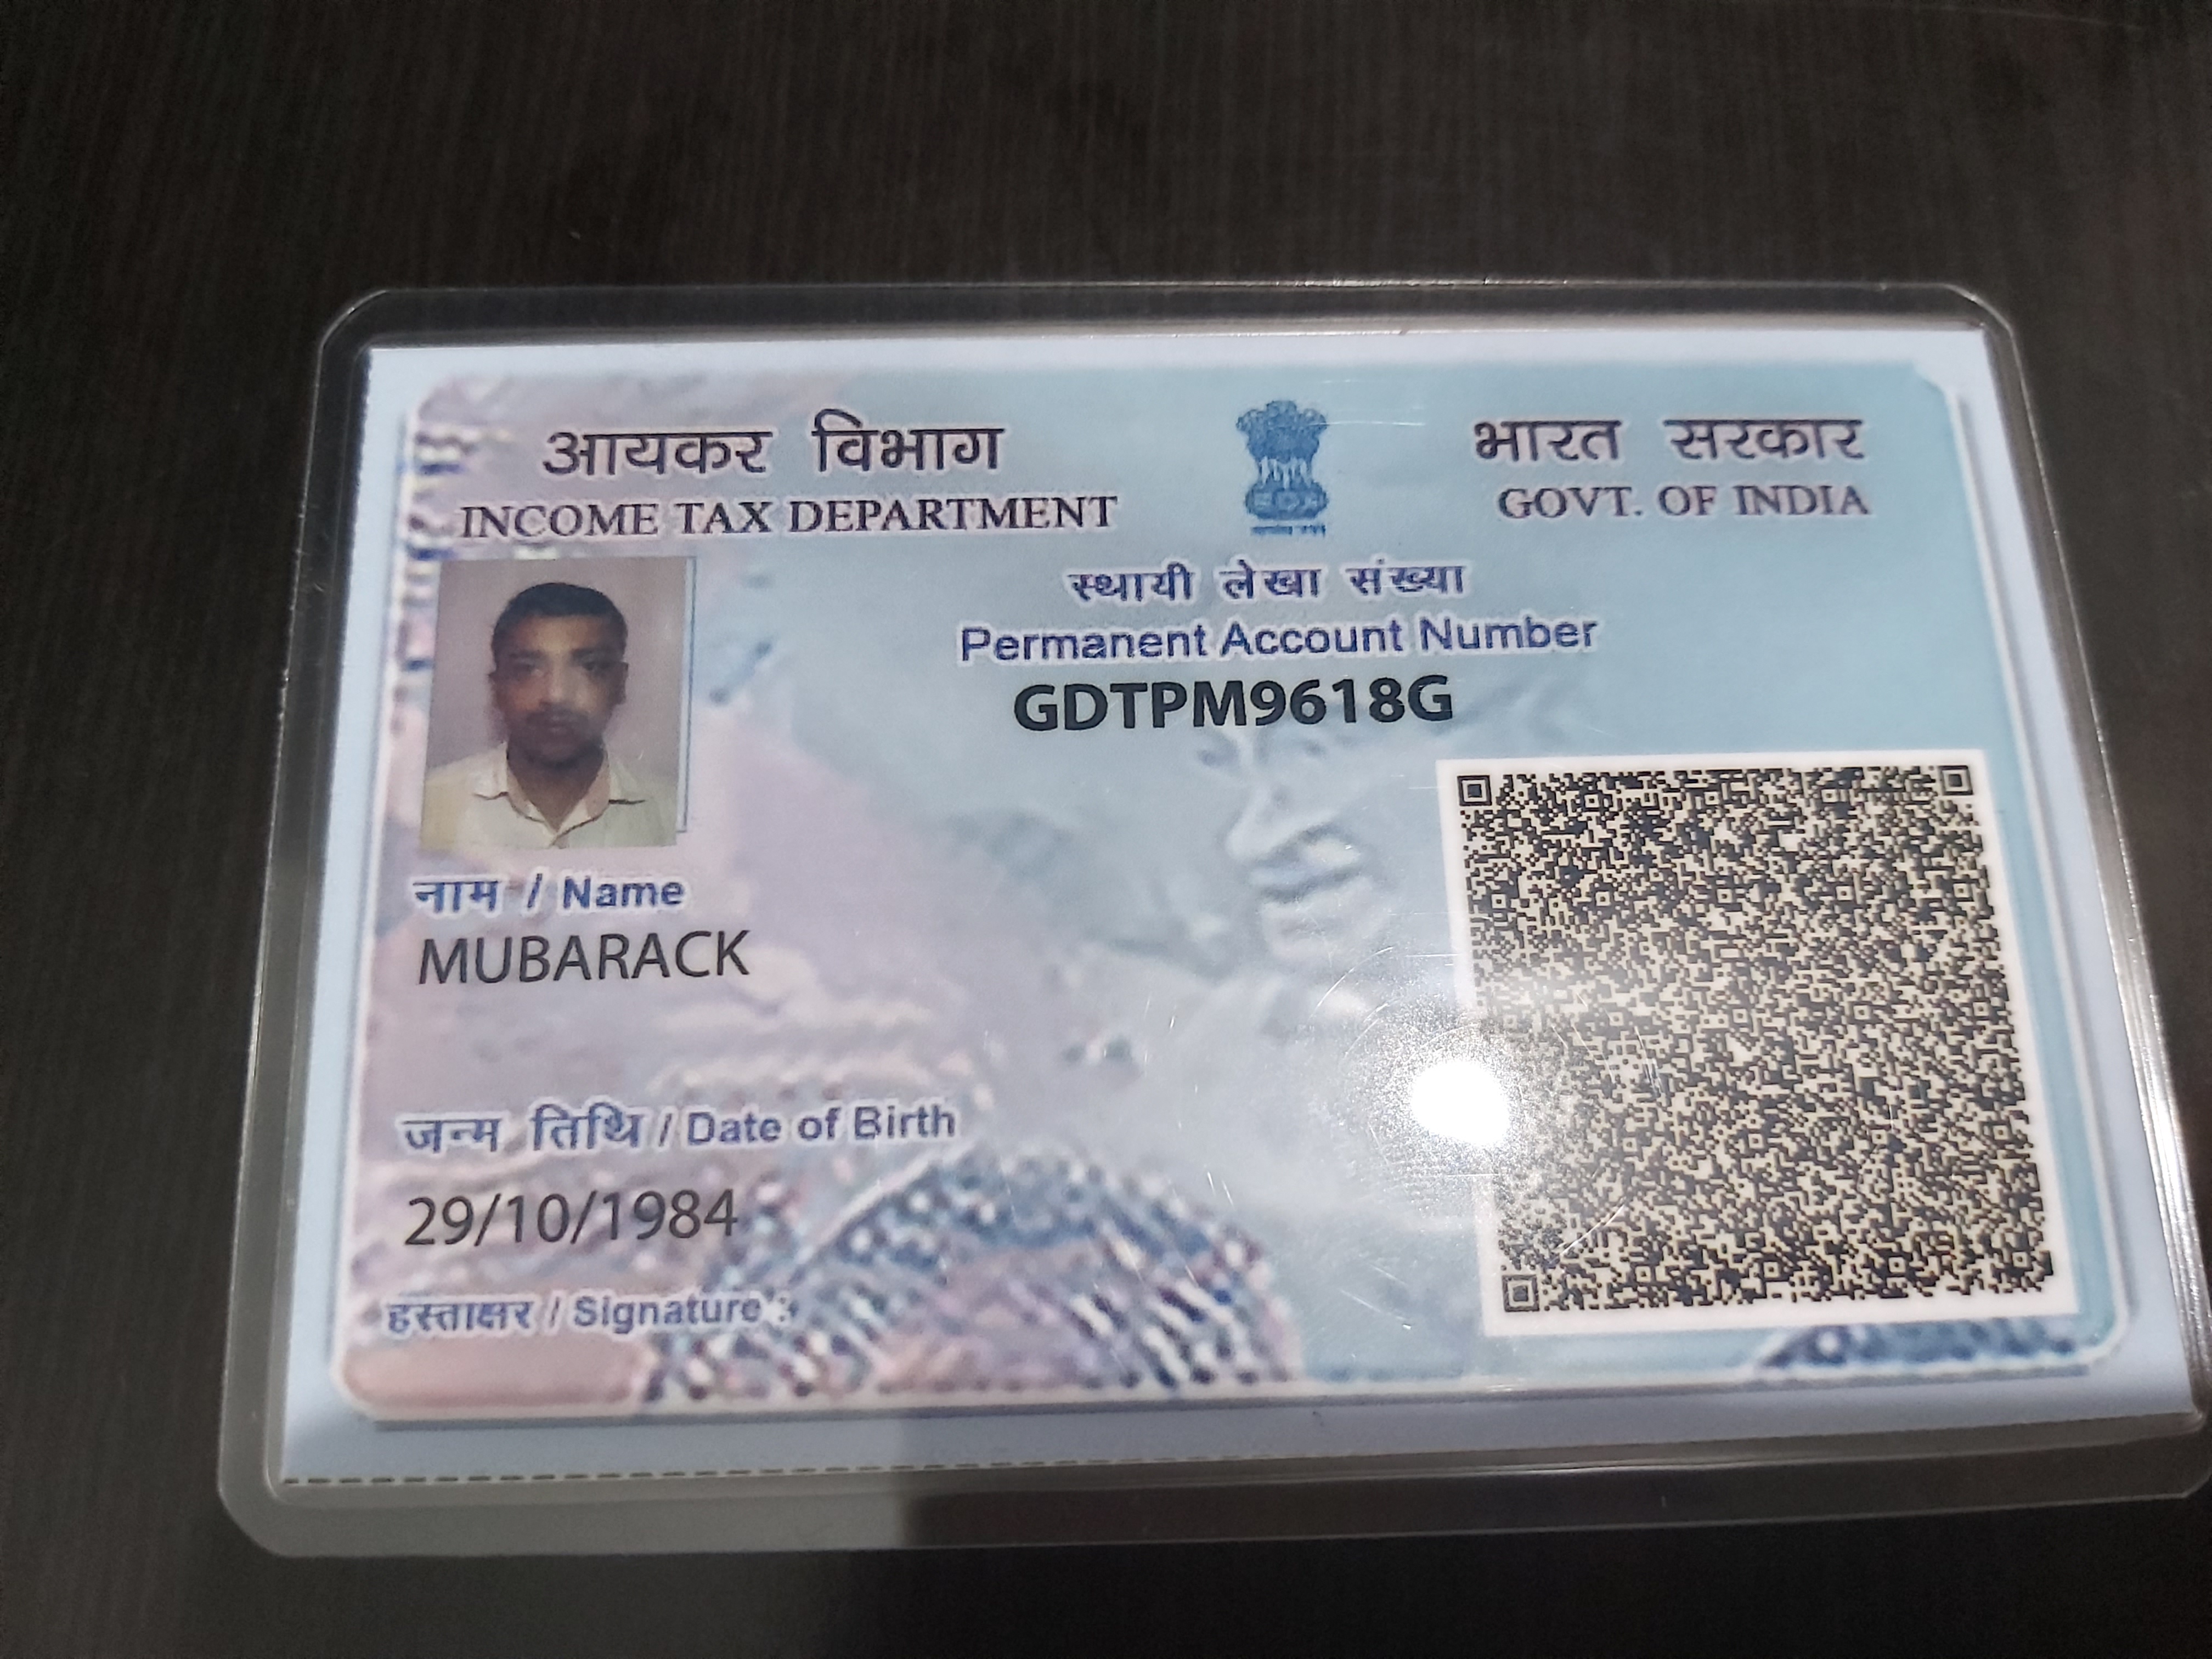 आयकर विभाग
INCOME TAX DEPARTMENT
भारत सरकार
GOVT. OF INDIA
स्थायी लेखा संख्या
Permanent Account Number
GDTPM9618G
नाम / Name
MUBARACK
जन्म तिथि / Date of Birth
29/10/1984
हस्ताक्षर / Signature :